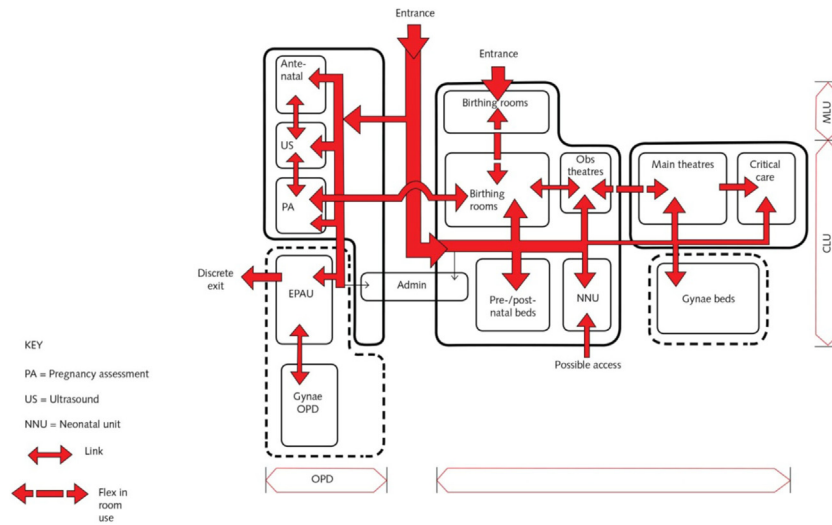 Entrance
Entrance
Ante-
natal
US
PA
Birthing rooms
Birthing
rooms
Obs
theatres
Main theatres
Critical
care
MLU
CLU
Discrete
exit
EPAU
Admin
Pre-/post-
natal beds
NNU
Gynae beds
Possible access
Gynae
OPD
OPD
KEY
PA = Pregnancy assessment
US = Ultrasound
NNU = Neonatal unit
Link
Flex in
room
use